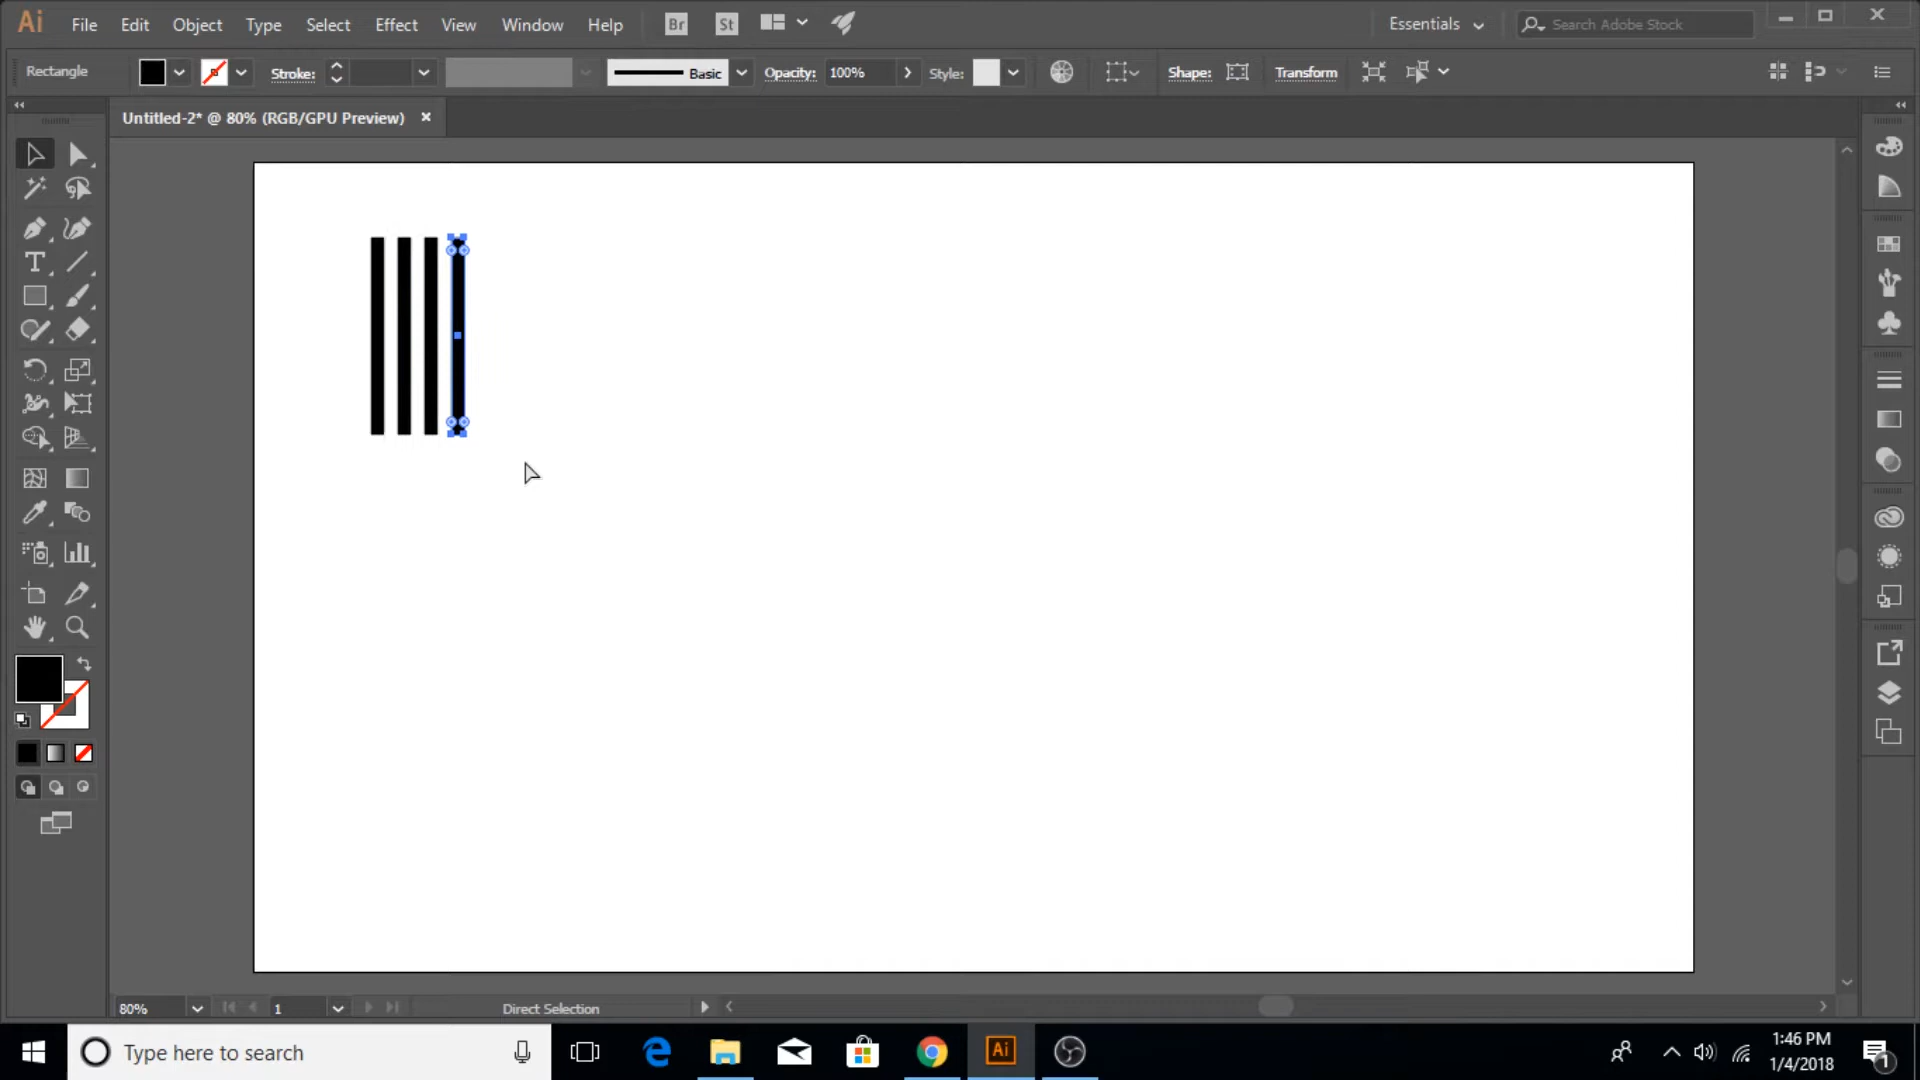 Ai File Edit Object Type Select Effect View Window Help Br St Essentials Search Adobe Stock
Rectangle Stroke: Basic Opacity: 100% Style: Shape: Transform
Untitled-2* @ 80% (RGB/GPU Preview)
80% 1 Direct Selection
Type here to search Ai 1:46 PM
1/4/2018 1